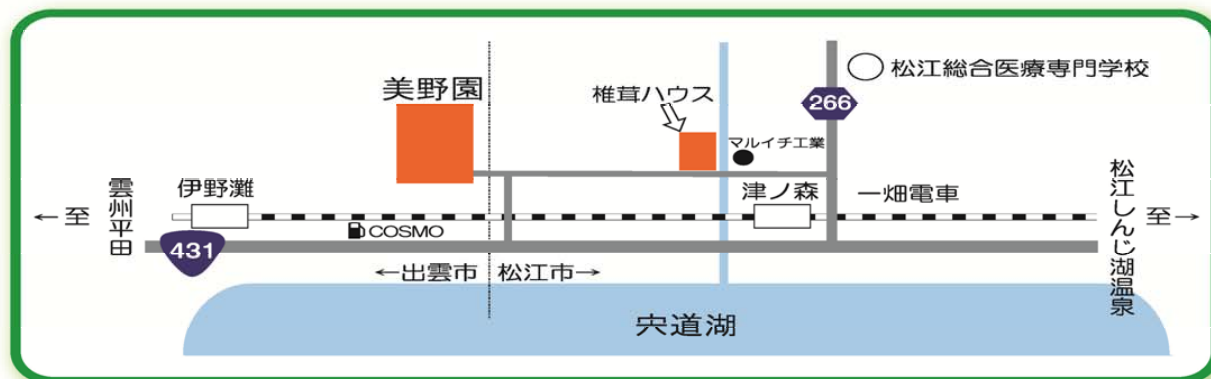 松江総合医療専門学校
美野園
椎茸ハウス
266
マルイチ工業
伊野灘
津ノ森
一畑電車
←至
雲州平田
至→
松江しんじ湖温泉
COSMO
431
←出雲市
松江市→
宍道湖